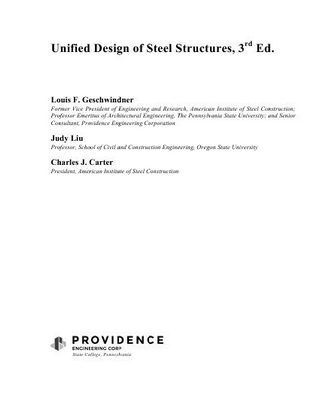 Unified Design of Steel Structures, 3rd Ed.
Louis F. Geschwindner
Former Vice President of Engineering and Research, American Institute of Steel Construction;
Professor Emeritus of Architectural Engineering, The Pennsylvania State University; and Senior
Consultant, Providence Engineering Corporation
Judy Liu
Professor, School of Civil and Construction Engineering, Oregon State University
Charles J. Carter
President, American Institute of Steel Construction
PROVIDENCE
ENGINEERING CORP
State College, Pennsylvania